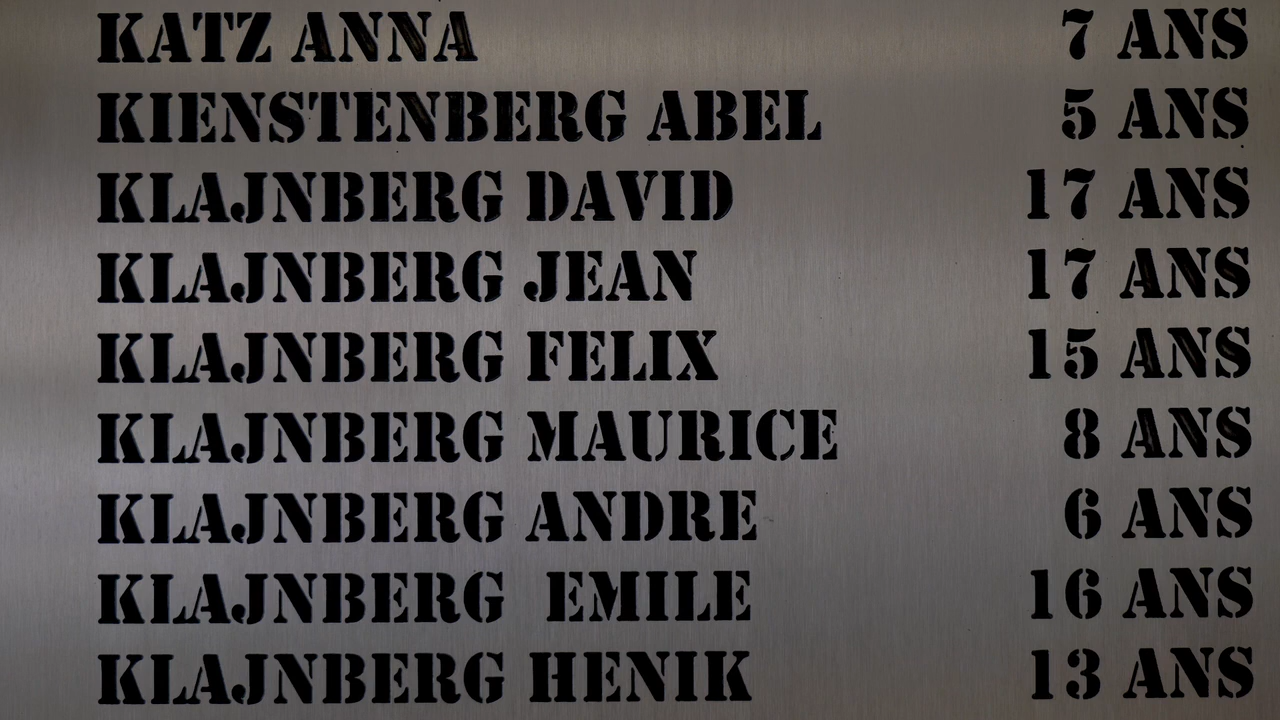 KATZ ANNA 7 ANS
KIENSTENBERG ABEL 5 ANS
KLAJNBERG DAVID 17 ANS
KLAJNBERG JEAN 17 ANS
KLAJNBERG FELIX 15 ANS
KLAJNBERG MAURICE 8 ANS
KLAJNBERG ANDRE 6 ANS
KLAJNBERG EMILE 16 ANS
KLAJNBERG HENIK 13 ANS